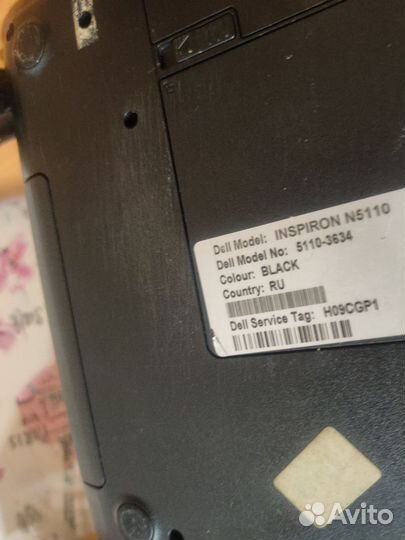 Dell Model: INSPIRON N5110
Dell Model No: 5110-3634
Colour: BLACK
Country: RU
Dell Service Tag: H09CGP1
Avito